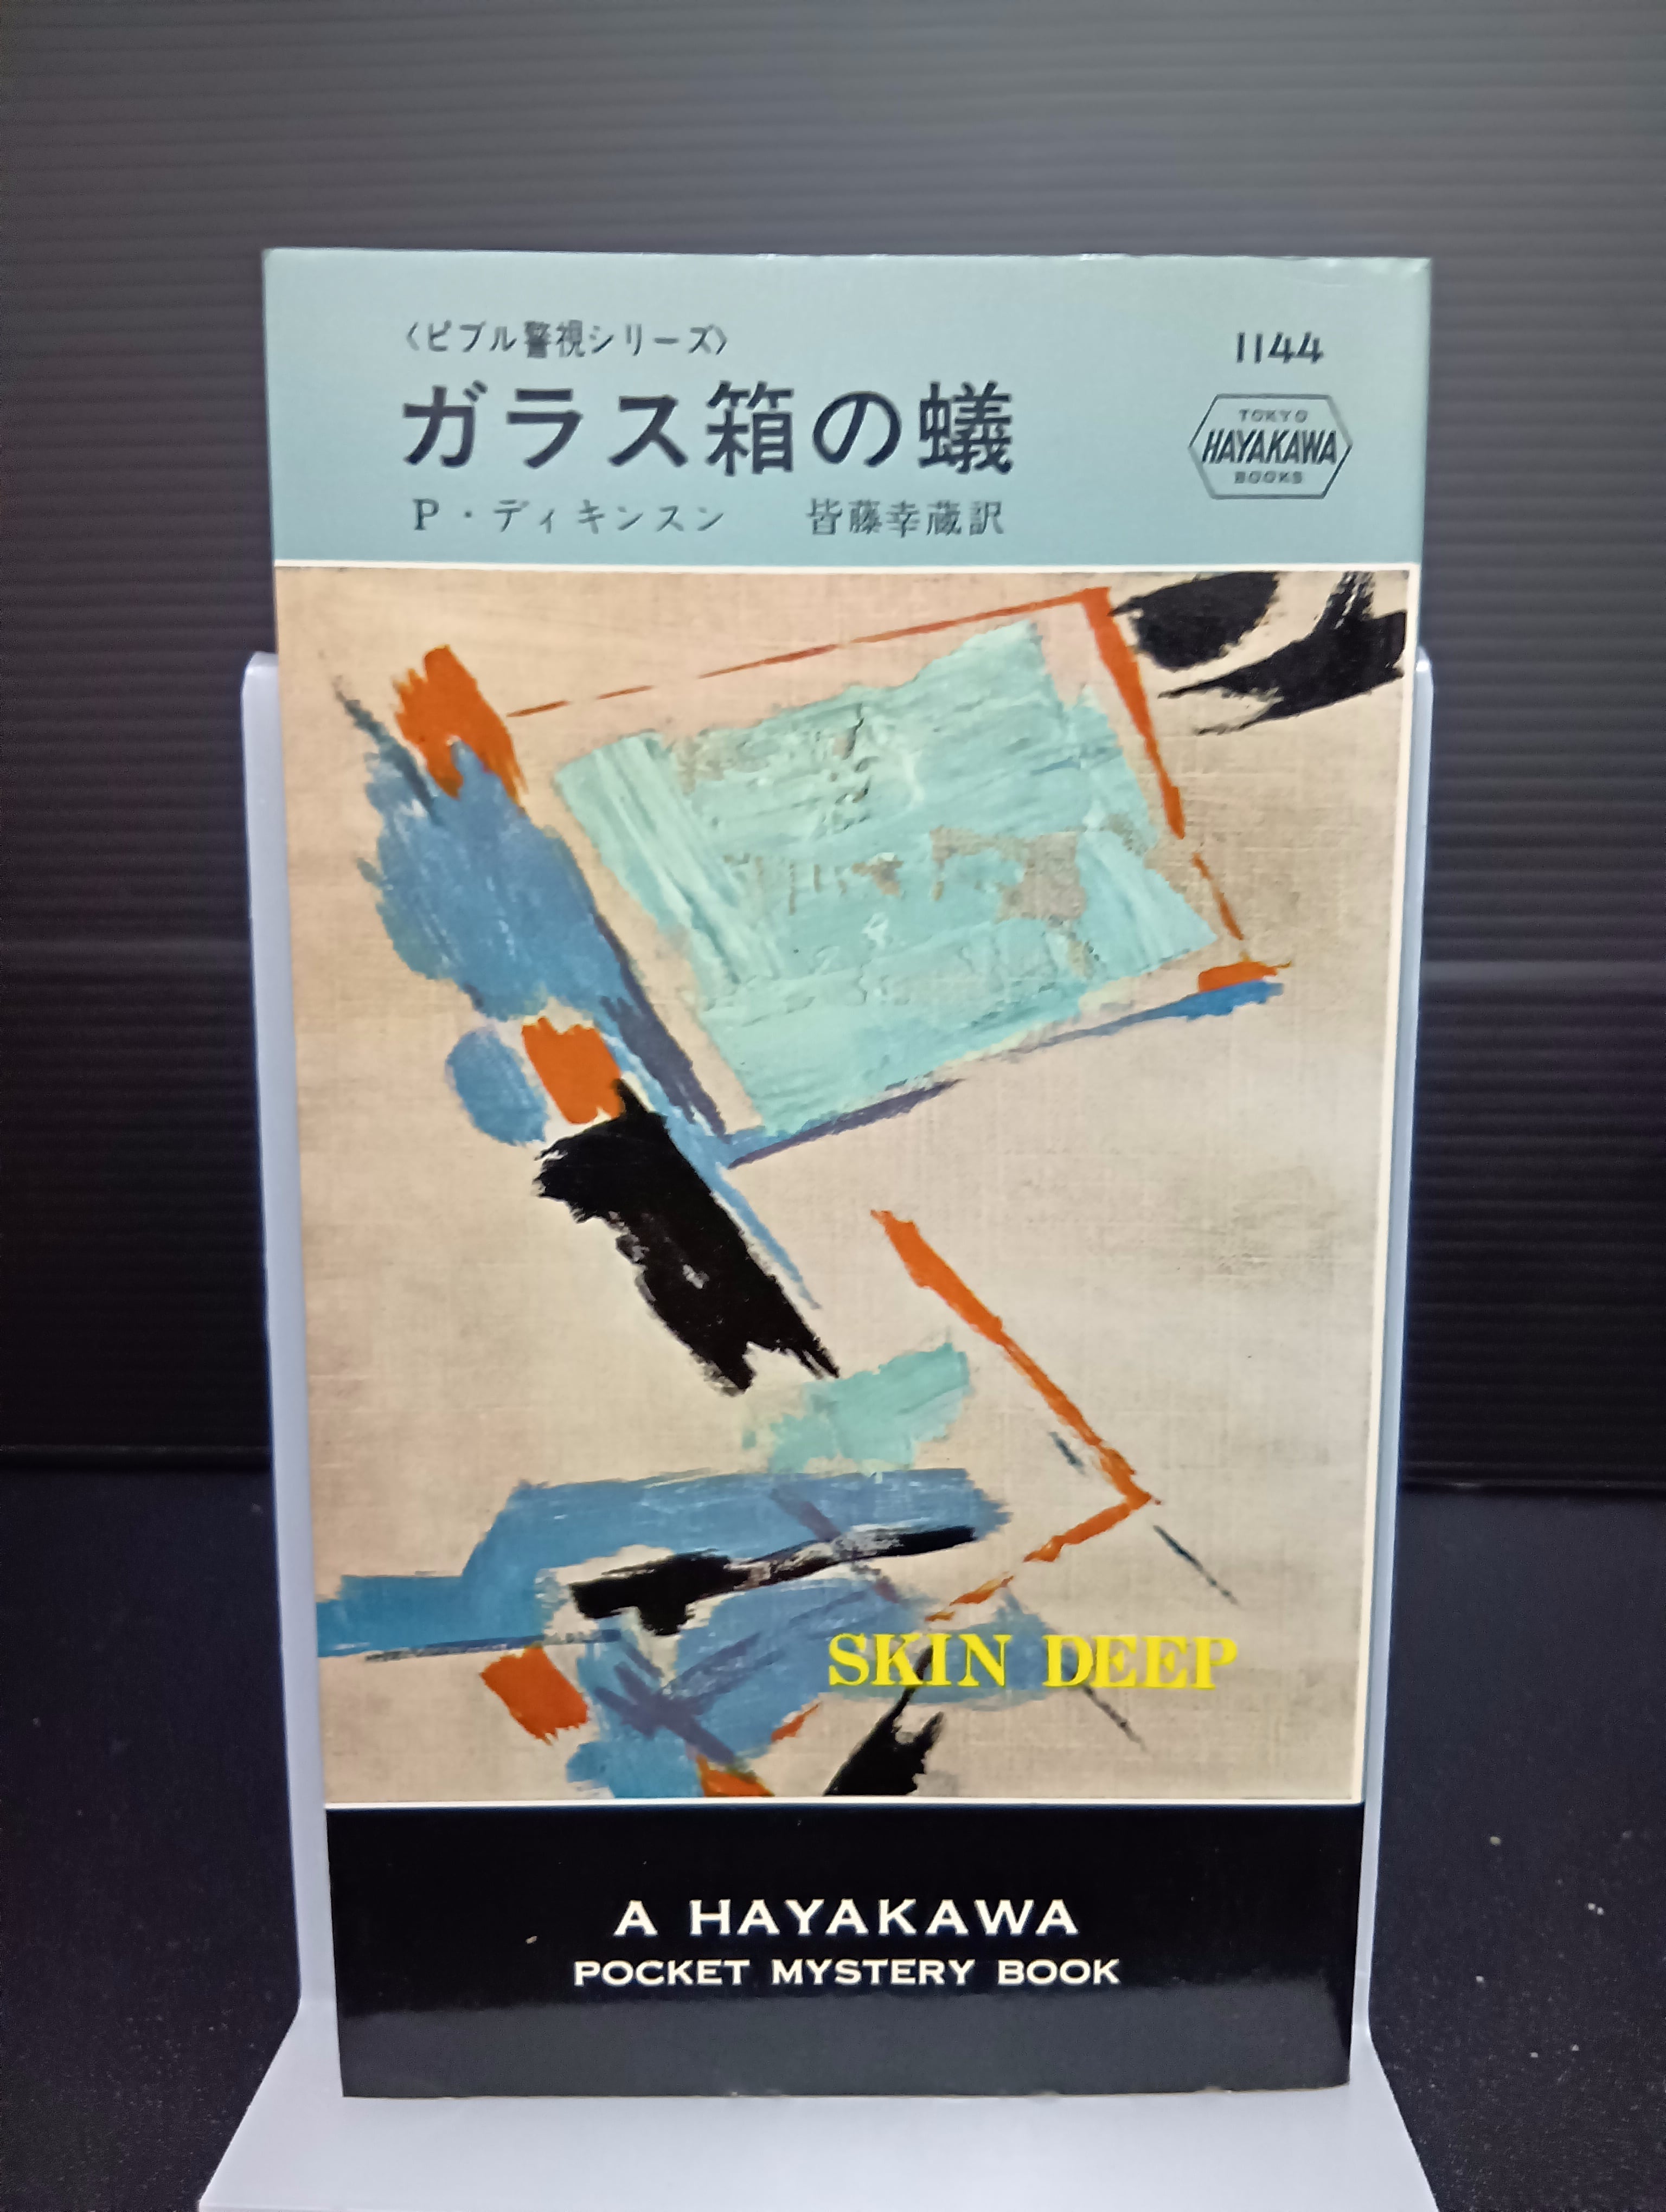 〈ピブル警視シリーズ〉
1144
ガラス箱の蟻
TOKYO
HAYAKAWA
BOOKS
P・ディキンスン 皆藤幸蔵訳
SKIN DEEP
A HAYAKAWA
POCKET MYSTERY BOOK